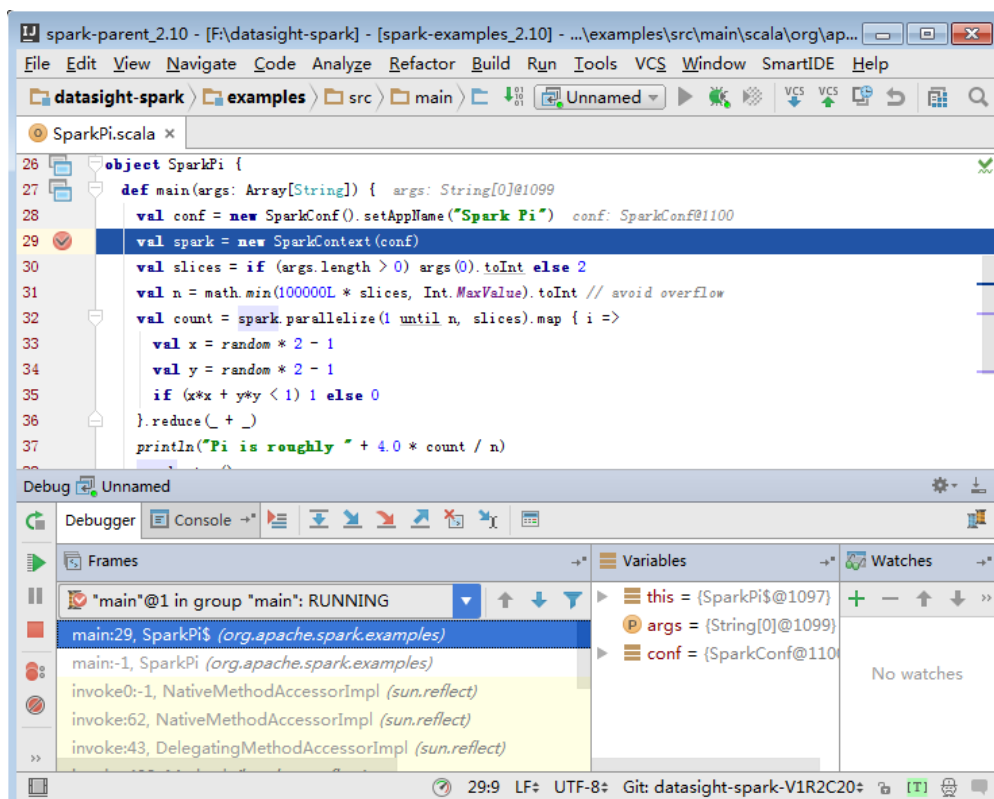 spark-parent_2.10 - [F:\datasight-spark] - [spark-examples_2.10] - ...\examples\src\main\scala\org\ap...
File Edit View Navigate Code Analyze Refactor Build Run Tools VCS Window SmartIDE Help
datasight-spark examples src main Unnamed VCS VCS
SparkPi.scala ×
26 object SparkPi {
27 def main(args: Array[String]) { args: String[0]@1099
28 val conf = new SparkConf().setAppName("Spark Pi") conf: SparkConf@1100
29 val spark = new SparkContext(conf)
30 val slices = if (args.length > 0) args(0).toInt else 2
31 val n = math.min(100000L * slices, Int.MaxValue).toInt // avoid overflow
32 val count = spark.parallelize(1 until n, slices).map { i =>
33 val x = random * 2 - 1
34 val y = random * 2 - 1
35 if (x*x + y*y < 1) 1 else 0
36 }.reduce(_ + _)
37 println("Pi is roughly " + 4.0 * count / n)
Debug Unnamed
Debugger Console
Frames Variables Watches
"main"@1 in group "main": RUNNING
main:29, SparkPi$ (org.apache.spark.examples)
main:-1, SparkPi (org.apache.spark.examples)
invoke0:-1, NativeMethodAccessorImpl (sun.reflect)
invoke:62, NativeMethodAccessorImpl (sun.reflect)
invoke:43, DelegatingMethodAccessorImpl (sun.reflect)
this = {SparkPi$@1097}
args = {String[0]@1099}
conf = {SparkConf@110
No watches
29:9 LF UTF-8 Git: datasight-spark-V1R2C20 [T]